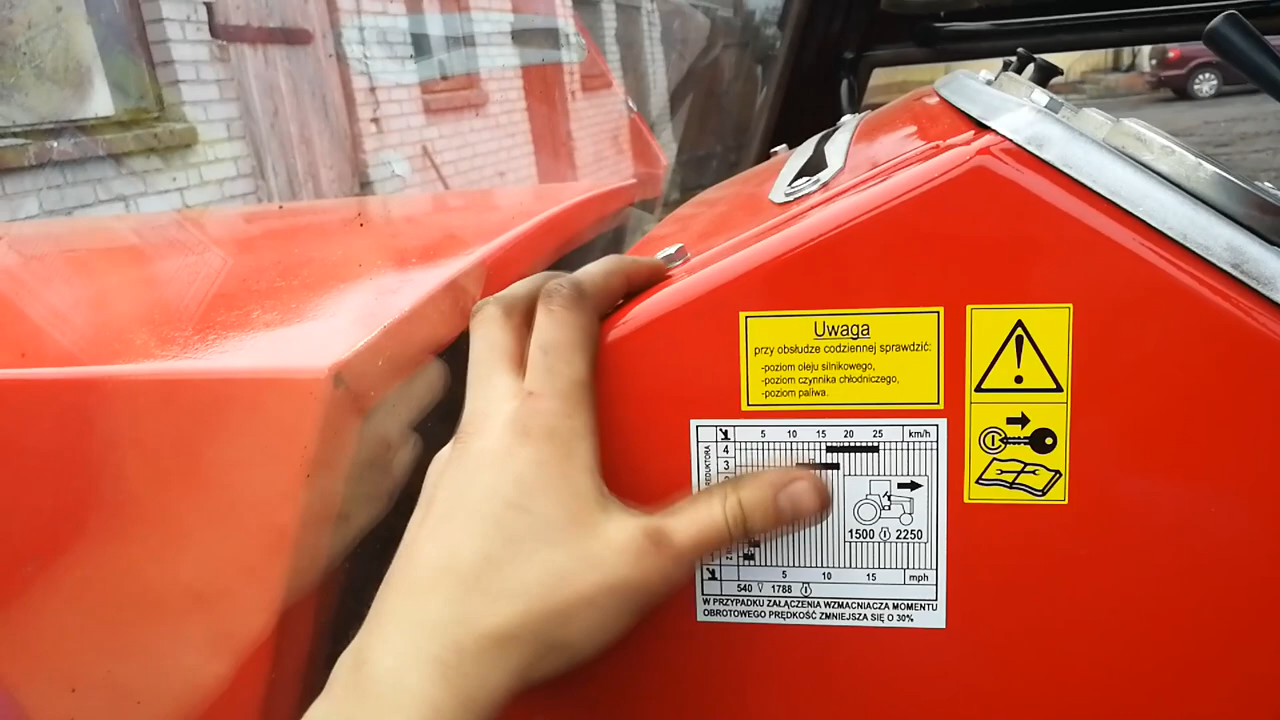 Uwaga
przy obsłudze codziennej sprawdzić:
-poziom oleju silnikowego,
-poziom czynnika chłodniczego,
-poziom paliwa.
5 10 15 20 25 km/h
REDUKTORA
4
3
1500 2250
5 10 15 mph
540 1788
W PRZYPADKU ZAŁĄCZENIA WZMACNIACZA MOMENTU
OBROTOWEGO PRĘDKOŚĆ ZMNIEJSZA SIĘ O 30%